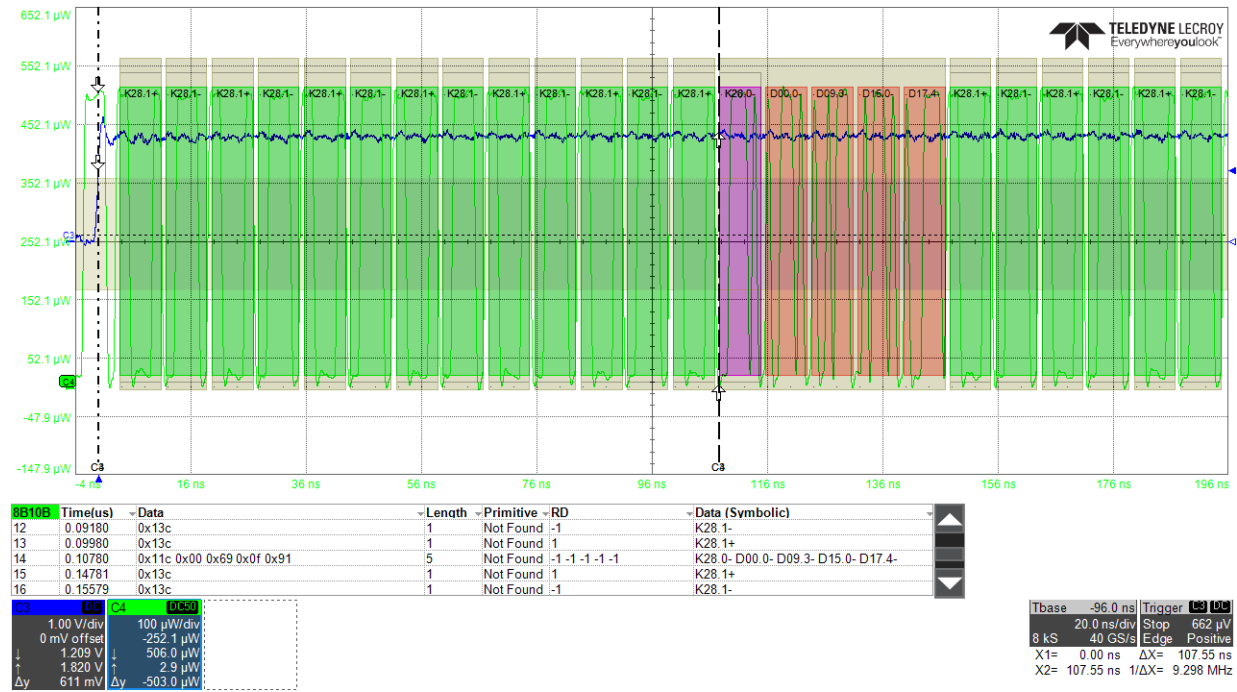 652.1 µW
TELEDYNE LECROY
Everywhereyoulook™
552.1 µW
K28.1+ K28.1- K28.1+ K28.1- K28.1+ K28.1- K28.1+ K28.1- K28.1+ K28.1- K28.1+ K28.1- K28.1+ K28.0- D00.0- D09.3- D15.0- D17.4- K28.1+ K28.1- K28.1+ K28.1- K28.1+ K28.1-
452.1 µW
352.1 µW
C3
252.1 µW
152.1 µW
52.1 µW
C4
-47.9 µW
-147.9 µW
-4 ns 16 ns 36 ns 56 ns 76 ns 96 ns 116 ns 136 ns 156 ns 176 ns 196 ns
8B10B Time(us) Data Length Primitive RD Data (Symbolic)
12 0.09180 0x13c 1 Not Found -1 K28.1-
13 0.09980 0x13c 1 Not Found 1 K28.1+
14 0.10780 0x11c 0x00 0x69 0x0f 0x91 5 Not Found -1 -1 -1 -1 -1 K28.0- D00.0- D09.3- D15.0- D17.4-
15 0.14781 0x13c 1 Not Found 1 K28.1+
16 0.15579 0x13c 1 Not Found -1 K28.1-
C3
1.00 V/div
0 mV offset
↓ 1.209 V
↑ 1.820 V
Δy 611 mV
C4 DC50
100 µW/div
-252.1 µW
↓ 506.0 µW
↑ 2.9 µW
Δy -503.0 µW
Tbase -96.0 ns
20.0 ns/div
8 kS 40 GS/s
Trigger C3 DC
Stop 662 µV
Edge Positive
X1= 0.00 ns ΔX= 107.55 ns
X2= 107.55 ns 1/ΔX= 9.298 MHz